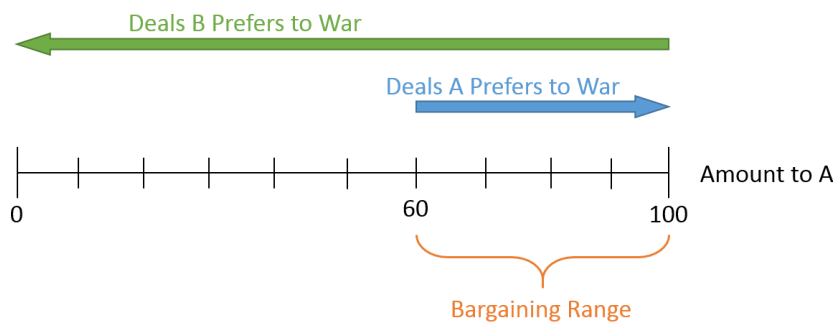 Deals B Prefers to War
Deals A Prefers to War
Amount to A
0
60
100
Bargaining Range